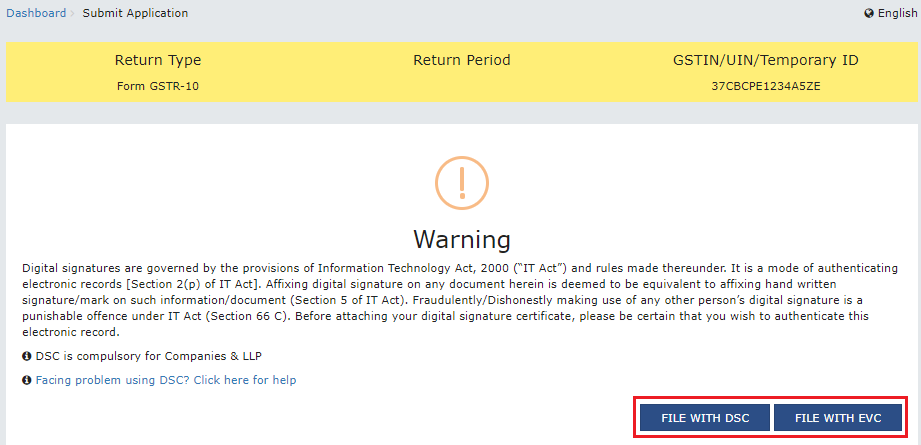 Dashboard › Submit Application English
Return Type Return Period GSTIN/UIN/Temporary ID
Form GSTR-10 37CBCPE1234A5ZE
Warning
Digital signatures are governed by the provisions of Information Technology Act, 2000 (“IT Act”) and rules made thereunder. It is a mode of authenticating
electronic records [Section 2(p) of IT Act]. Affixing digital signature on any document herein is deemed to be equivalent to affixing hand written
signature/mark on such information/document (Section 5 of IT Act). Fraudulently/Dishonestly making use of any other person’s digital signature is a
punishable offence under IT Act (Section 66 C). Before attaching your digital signature certificate, please be certain that you wish to authenticate this
electronic record.
DSC is compulsory for Companies & LLP
Facing problem using DSC? Click here for help
FILE WITH DSC FILE WITH EVC